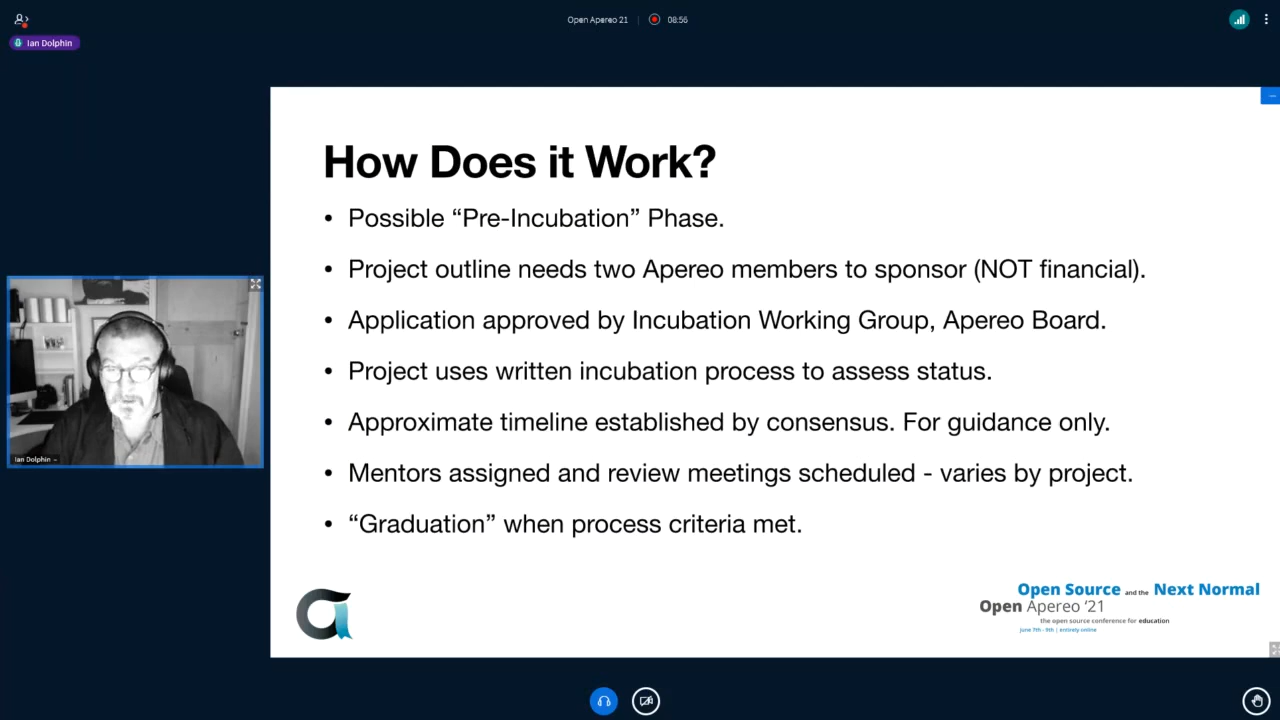 Open Apereo 21
08:56
Ian Dolphin
How Does it Work?
• Possible “Pre-Incubation” Phase.
• Project outline needs two Apereo members to sponsor (NOT financial).
• Application approved by Incubation Working Group, Apereo Board.
• Project uses written incubation process to assess status.
• Approximate timeline established by consensus. For guidance only.
• Mentors assigned and review meetings scheduled - varies by project.
• “Graduation” when process criteria met.
Ian Dolphin
Open Source and the Next Normal
Open Apereo ‘21
the open source conference for education
June 7th - 9th | entirely online